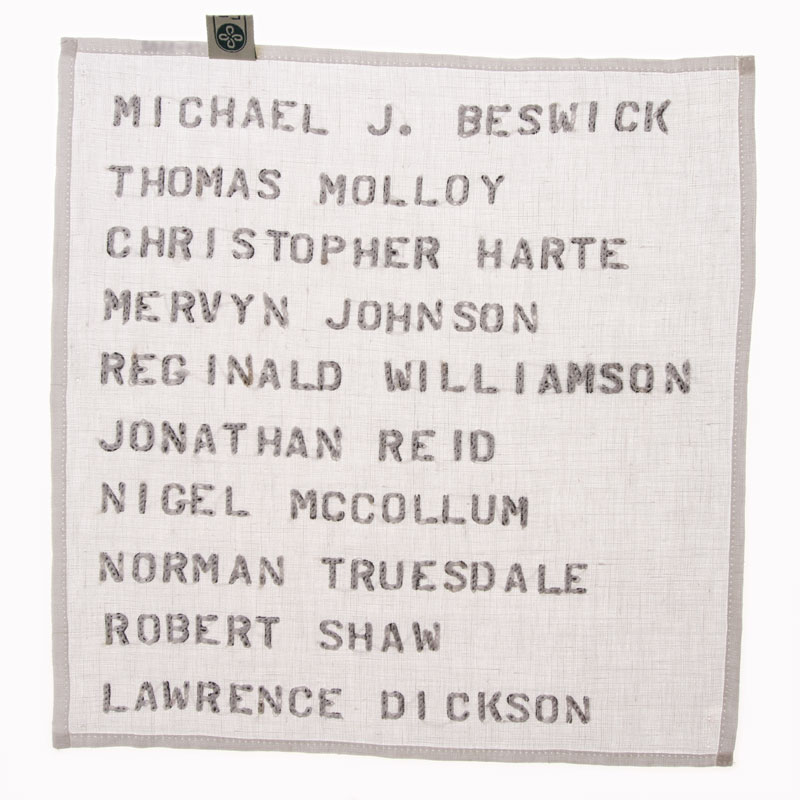 MICHAEL J. BESWICK
THOMAS MOLLOY
CHRISTOPHER HARTE
MERVYN JOHNSON
REGINALD WILLIAMSON
JONATHAN REID
NIGEL MCCOLLUM
NORMAN TRUESDALE
ROBERT SHAW
LAWRENCE DICKSON